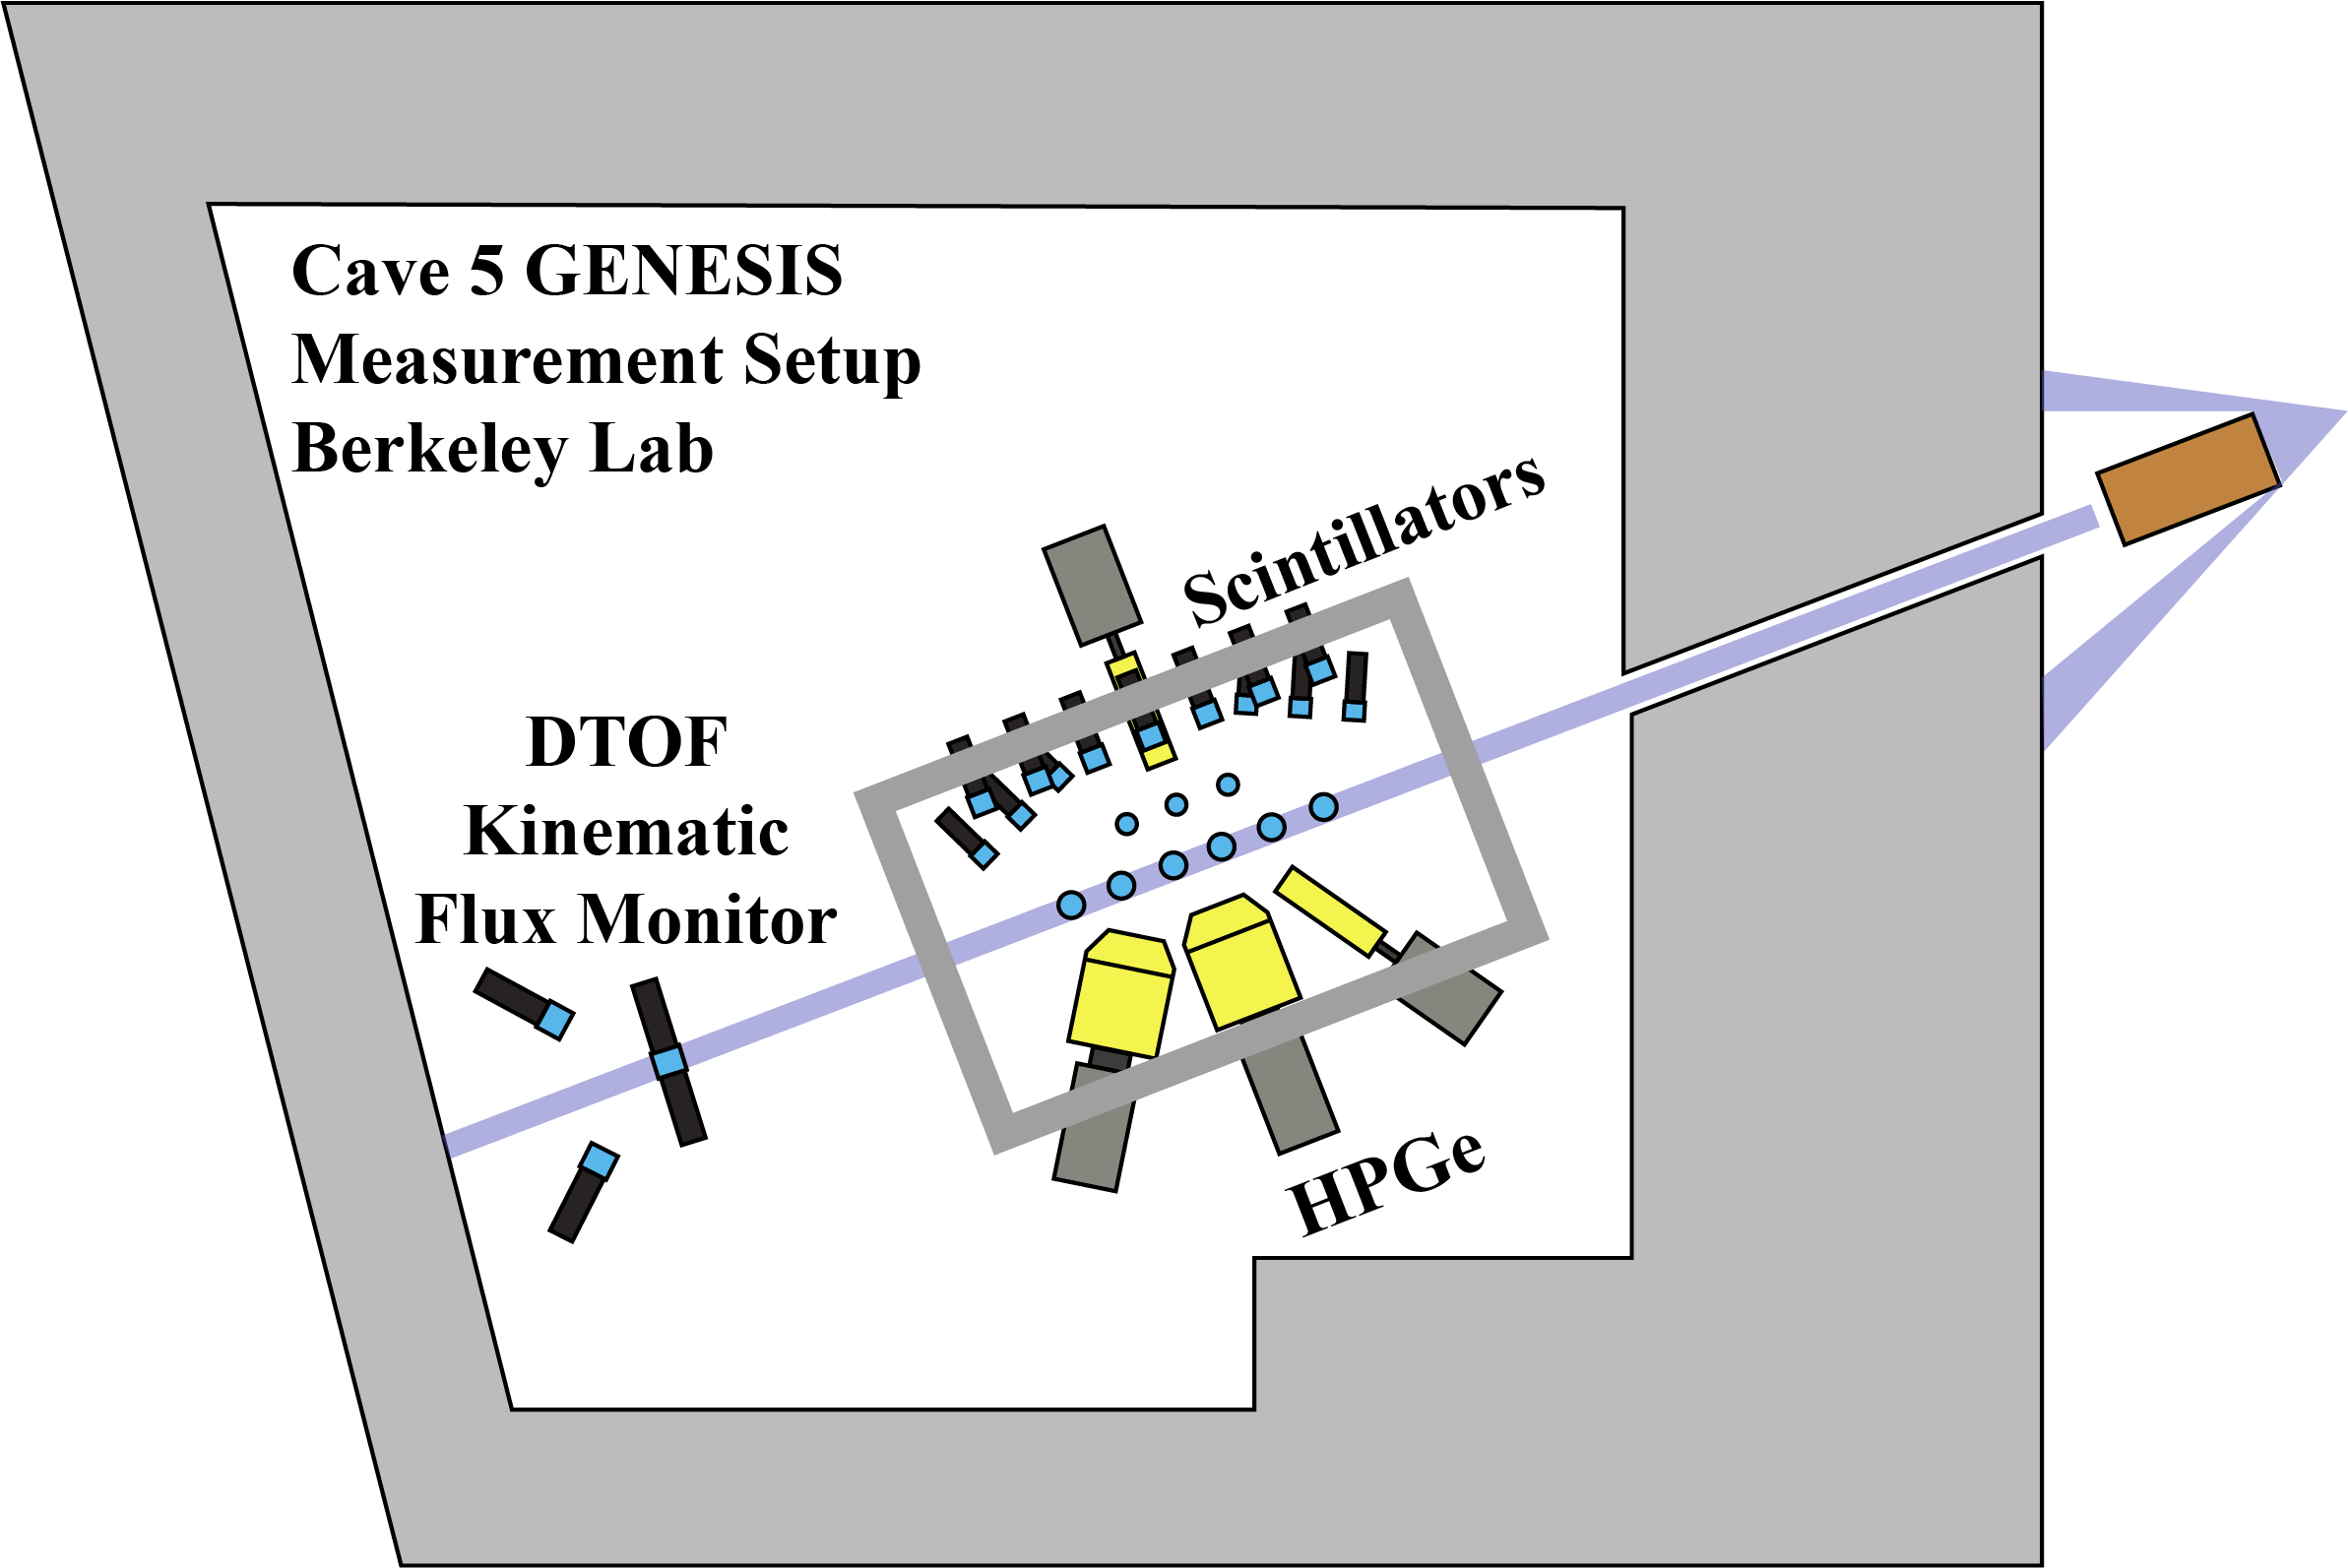 Cave 5 GENESIS
Measurement Setup
Berkeley Lab
Scintillators
DTOF
Kinematic
Flux Monitor
HPGe